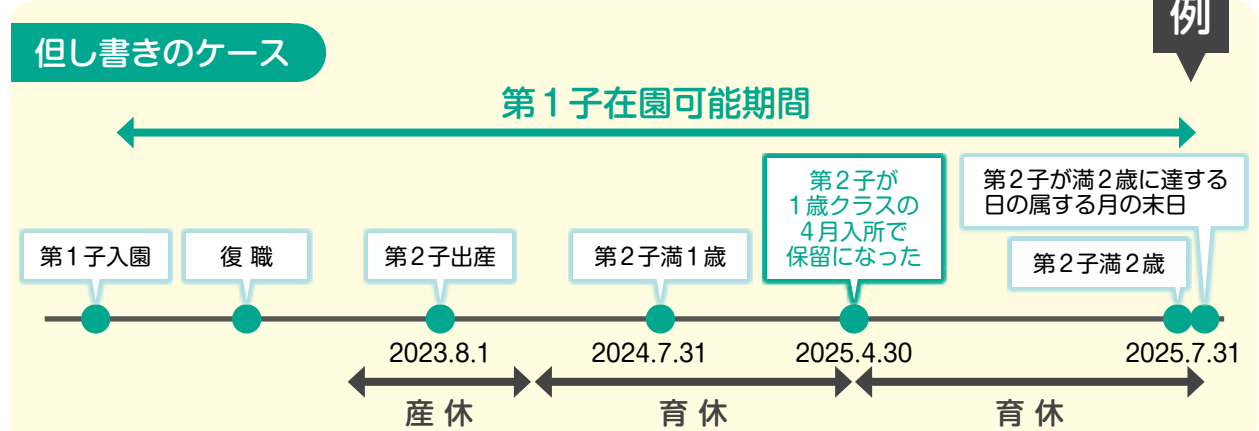 例
但し書きのケース
第1子在園可能期間
第1子入園
復 職
第2子出産
第2子満1歳
第2子が
1歳クラスの
4月入所で
保留になった
第2子が満2歳に達する
日の属する月の末日
第2子満2歳
2023.8.1
2024.7.31
2025.4.30
2025.7.31
産 休
育 休
育 休